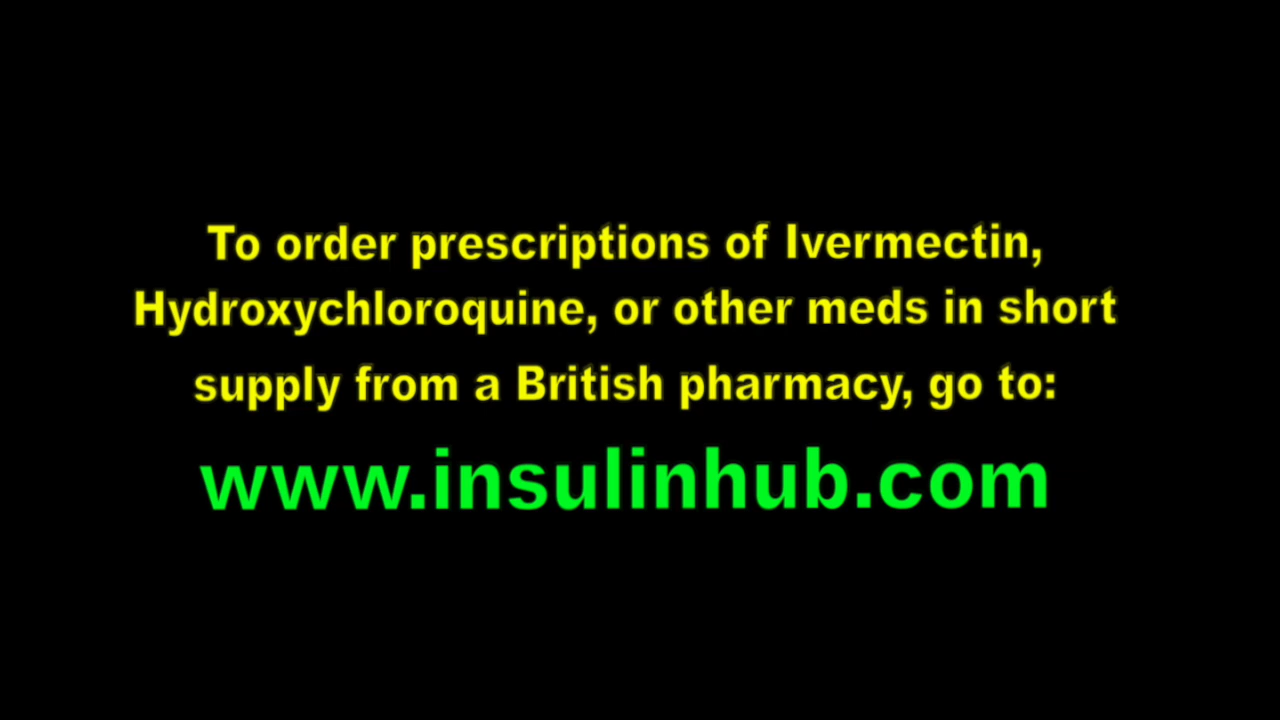 To order prescriptions of Ivermectin,
Hydroxychloroquine, or other meds in short
supply from a British pharmacy, go to:
www.insulinhub.com